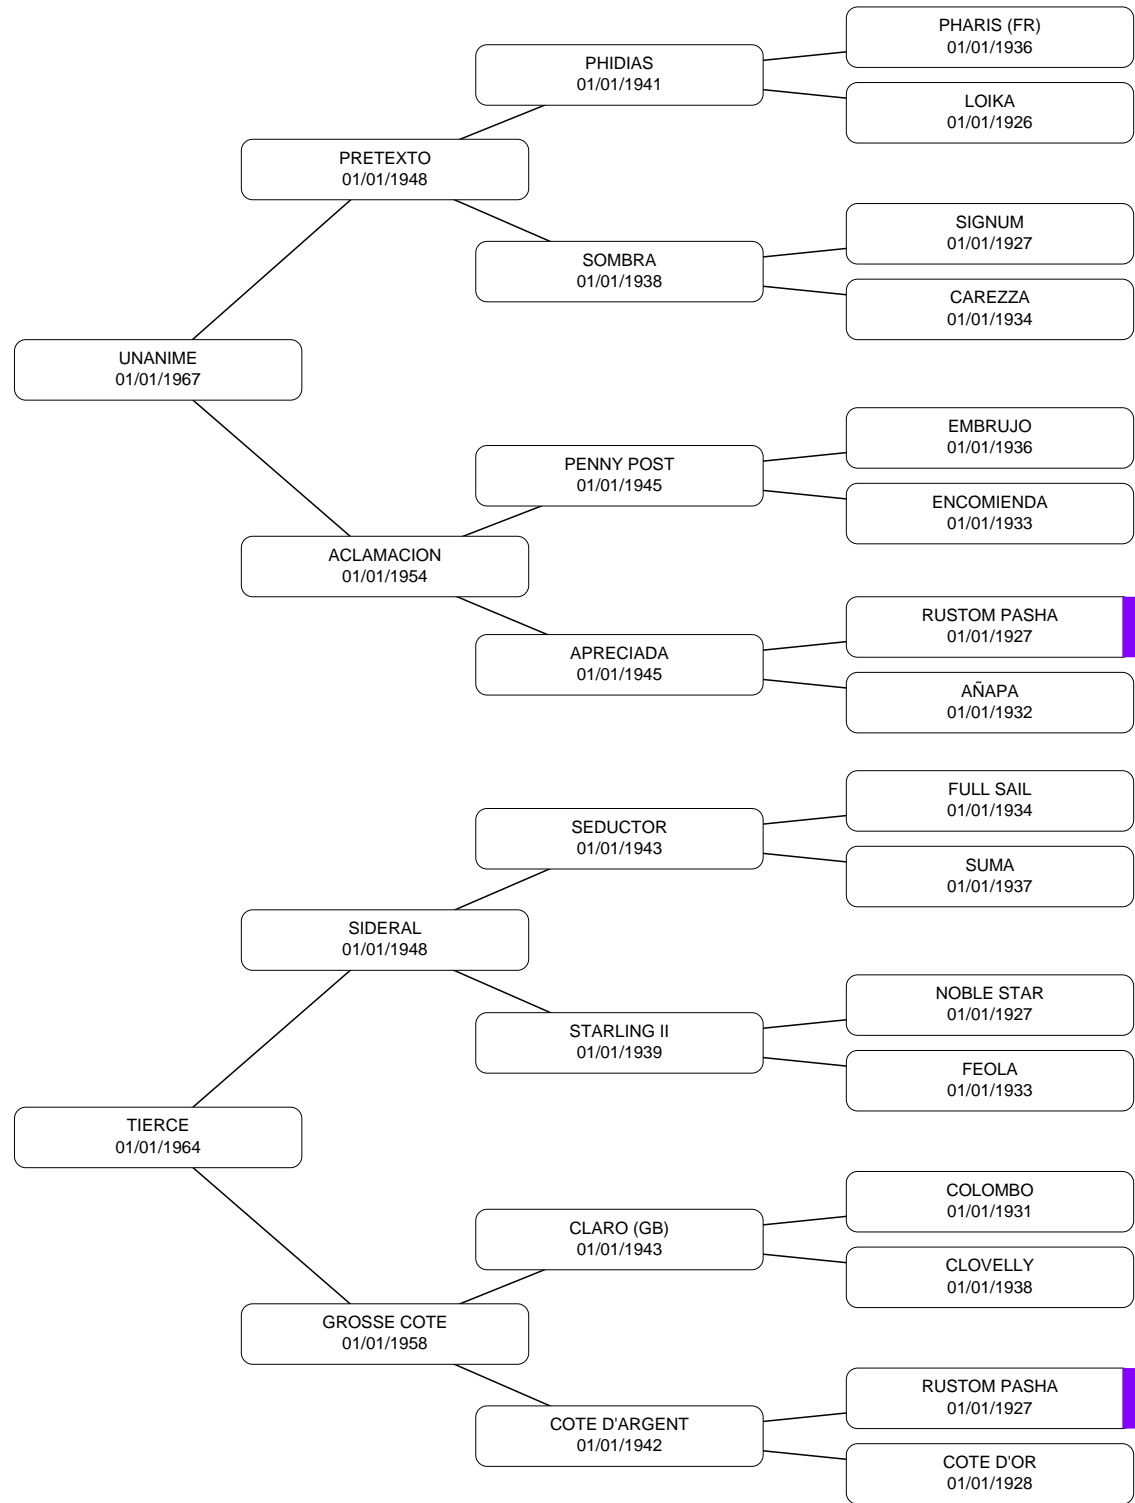 PHARIS (FR)
01/01/1936
PHIDIAS
01/01/1941
LOIKA
01/01/1926
PRETEXTO
01/01/1948
SIGNUM
01/01/1927
SOMBRA
01/01/1938
CAREZZA
01/01/1934
UNANIME
01/01/1967
EMBRUJO
01/01/1936
PENNY POST
01/01/1945
ENCOMIENDA
01/01/1933
ACLAMACION
01/01/1954
RUSTOM PASHA
01/01/1927
APRECIADA
01/01/1945
AÑAPA
01/01/1932
FULL SAIL
01/01/1934
SEDUCTOR
01/01/1943
SUMA
01/01/1937
SIDERAL
01/01/1948
NOBLE STAR
01/01/1927
STARLING II
01/01/1939
FEOLA
01/01/1933
TIERCE
01/01/1964
COLOMBO
01/01/1931
CLARO (GB)
01/01/1943
CLOVELLY
01/01/1938
GROSSE COTE
01/01/1958
RUSTOM PASHA
01/01/1927
COTE D'ARGENT
01/01/1942
COTE D'OR
01/01/1928